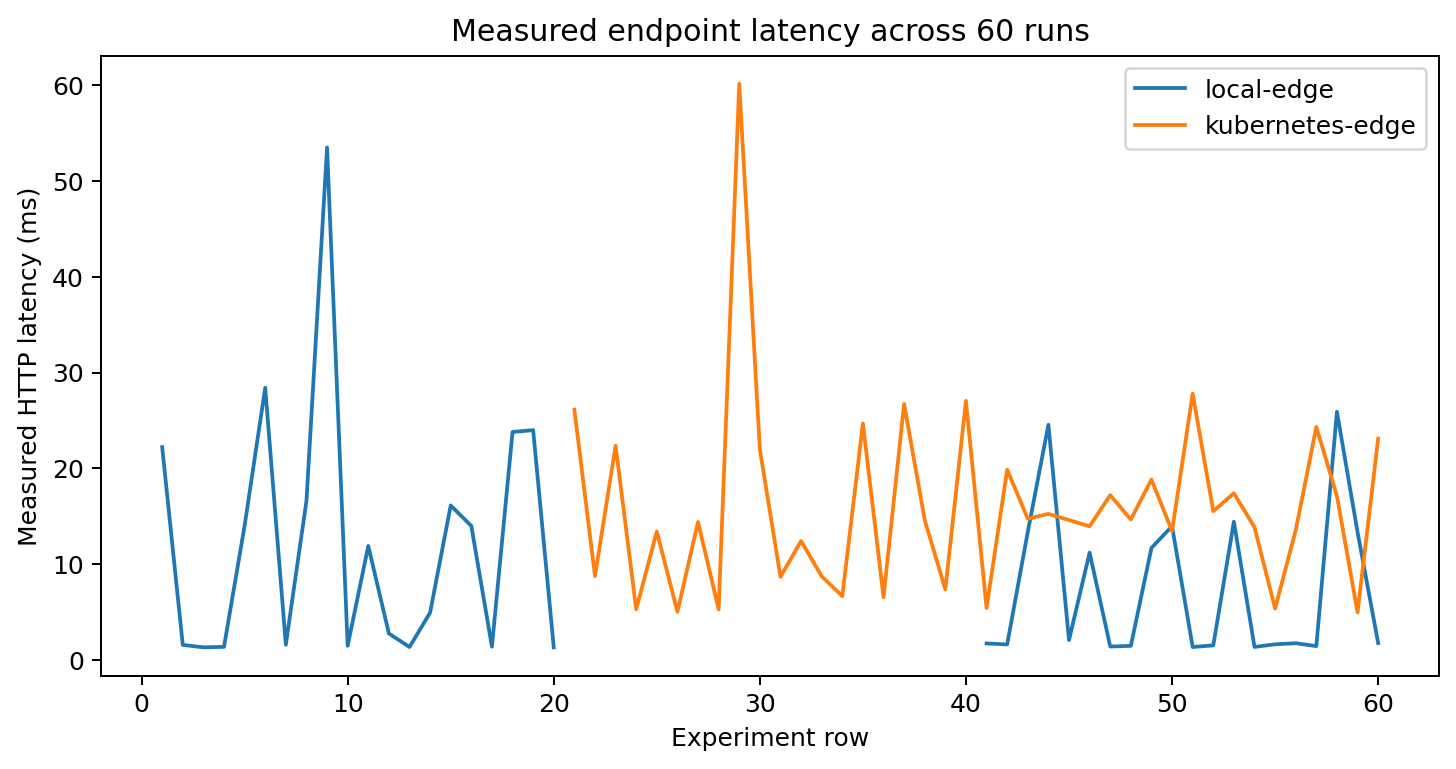 Measured endpoint latency across 60 runs
local-edge
kubernetes-edge
Measured HTTP latency (ms)
60
50
40
30
20
10
0
0 10 20 30 40 50 60
Experiment row